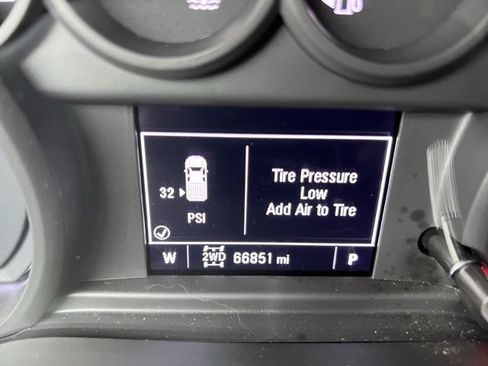 32
PSI
Tire Pressure
Low
Add Air to Tire
W
2WD
66851 mi
P